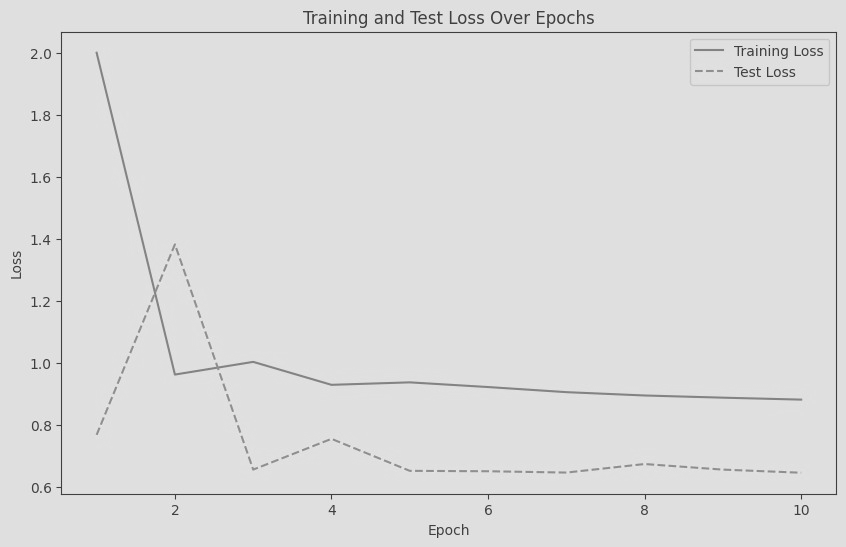 Training and Test Loss Over Epochs
Training Loss
Test Loss
2.0
1.8
1.6
1.4
1.2
1.0
0.8
0.6
Loss
2 4 6 8 10
Epoch